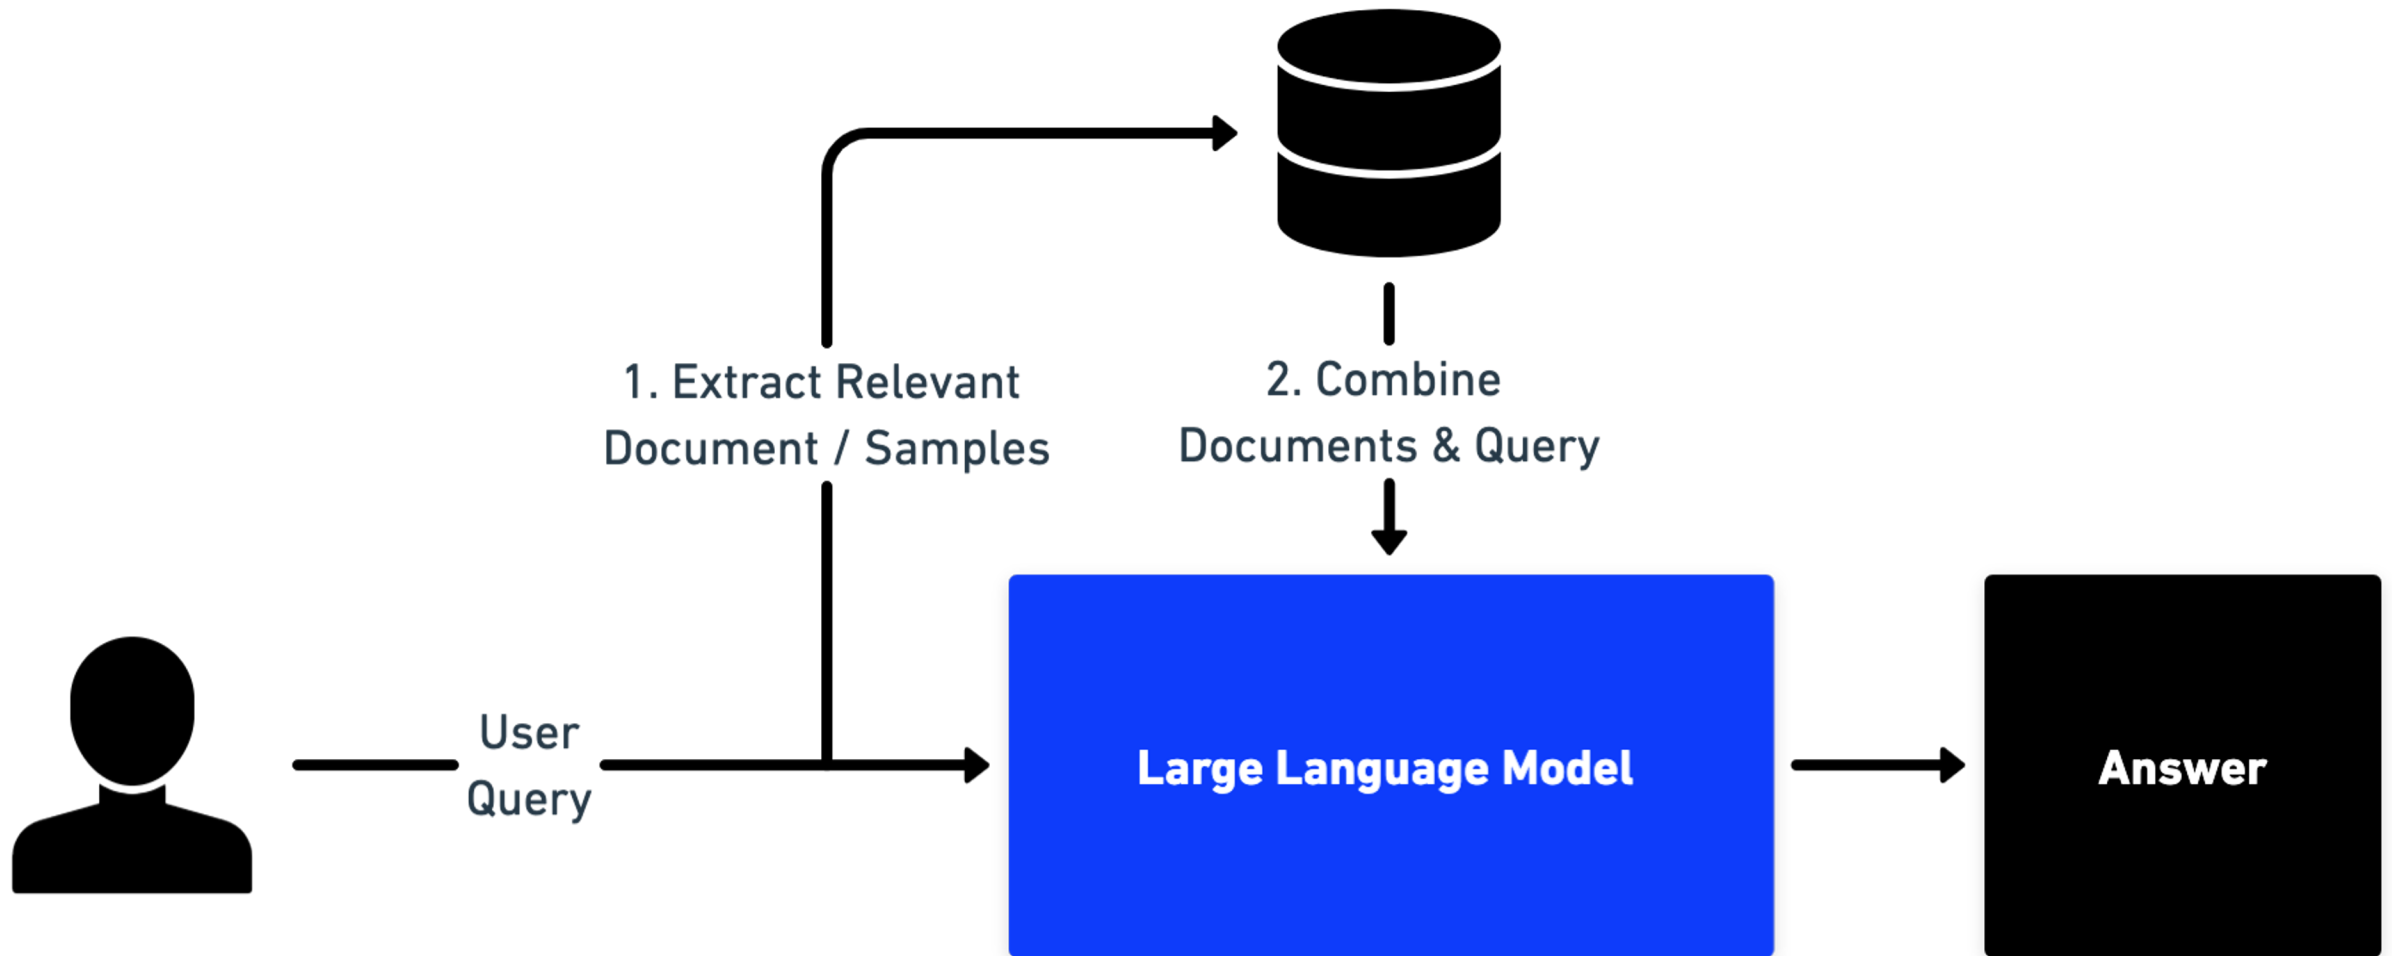 1. Extract Relevant
Document / Samples
2. Combine
Documents & Query
User
Query
Large Language Model
Answer